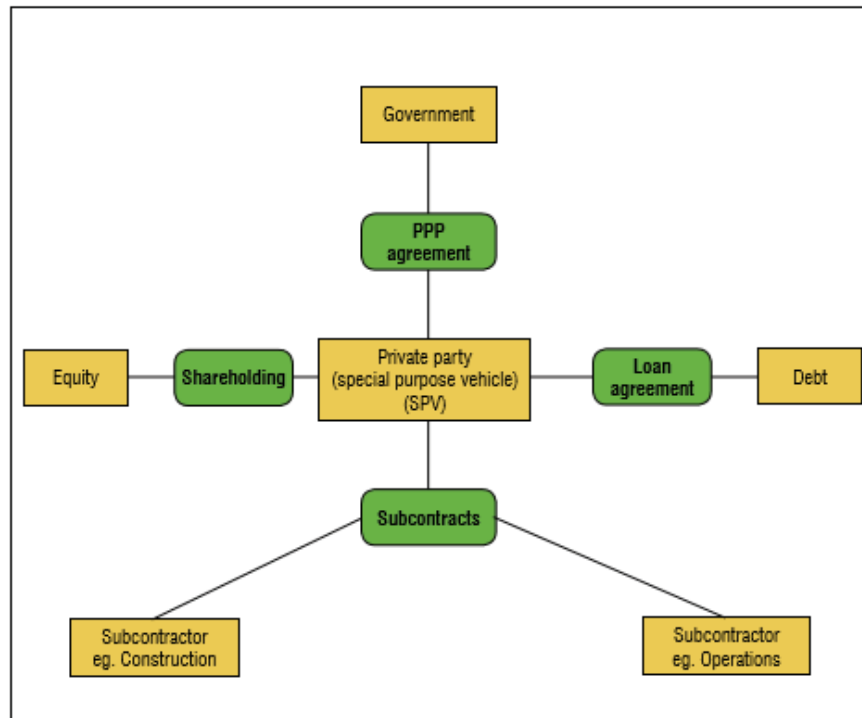 Government
PPP
agreement
Equity
Shareholding
Private party
(special purpose vehicle)
(SPV)
Loan
agreement
Debt
Subcontracts
Subcontractor
eg. Construction
Subcontractor
eg. Operations